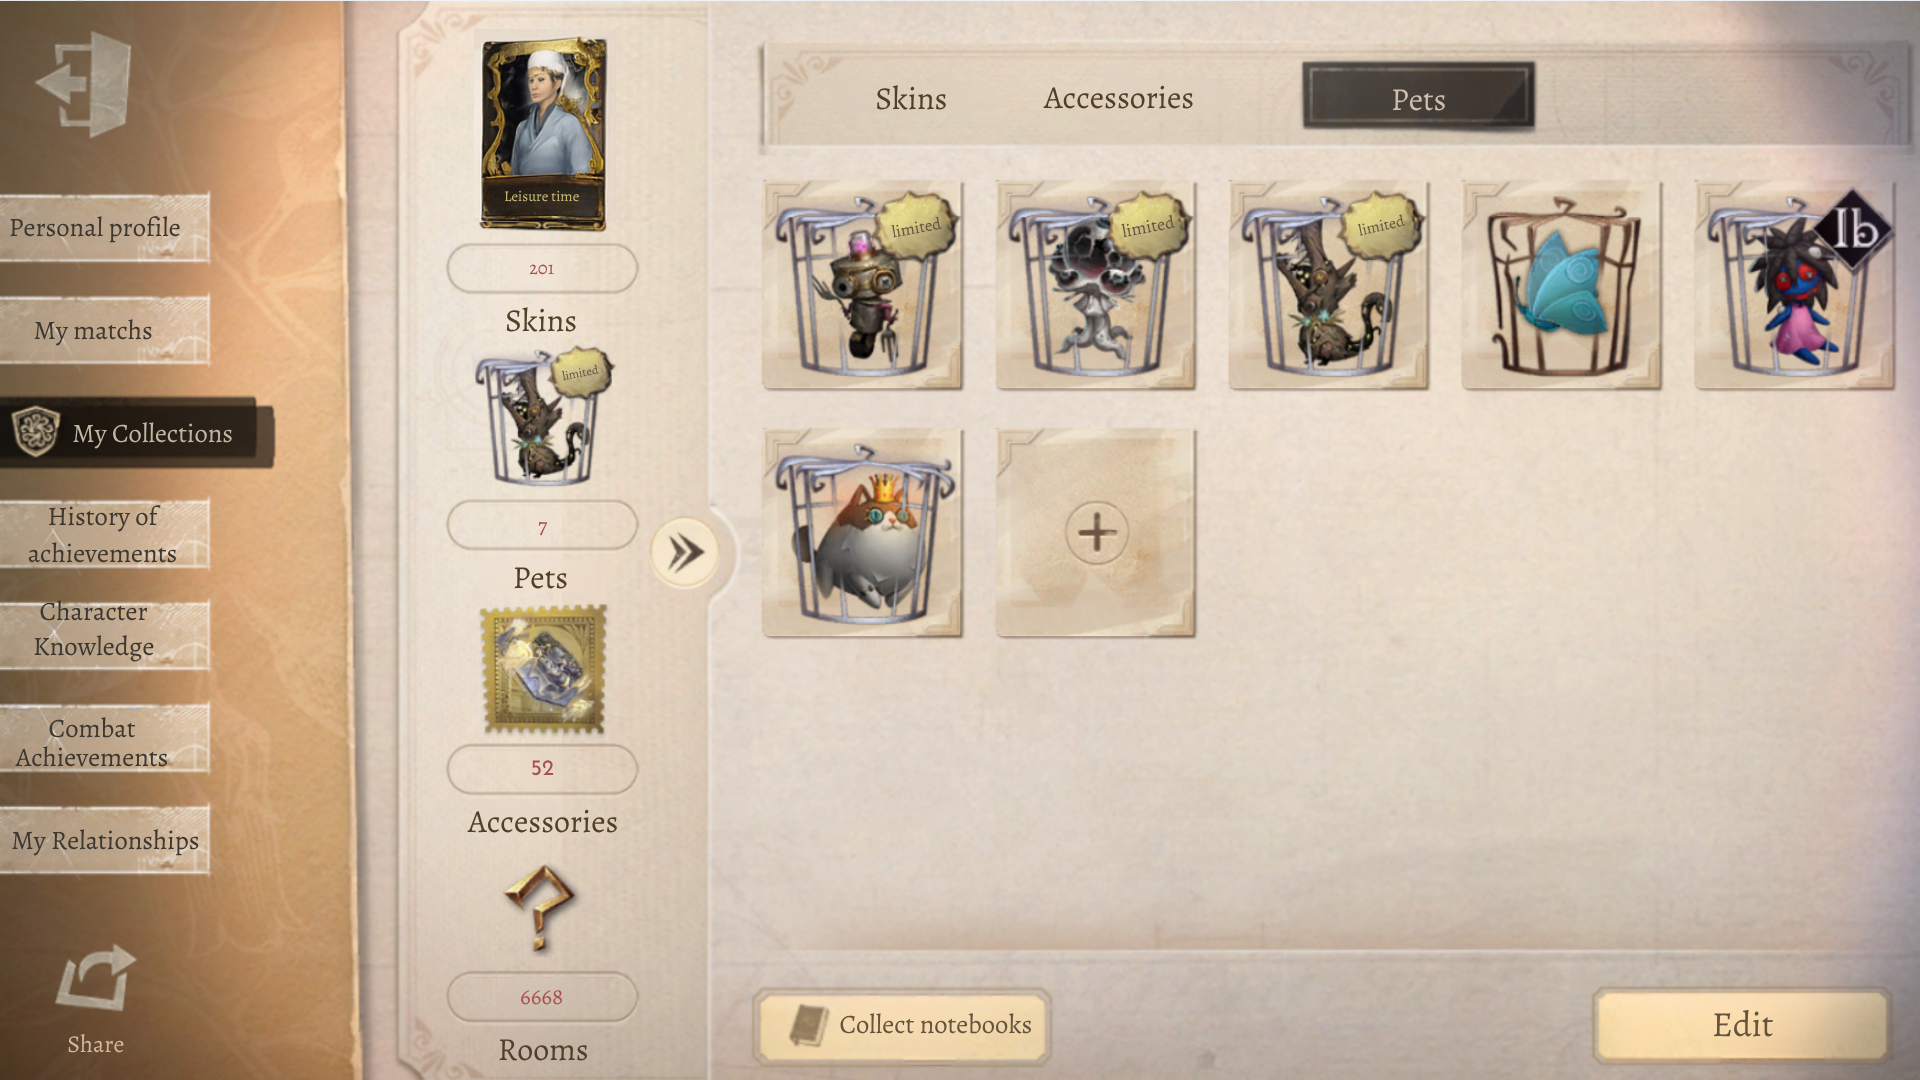 Personal profile
My matchs
My Collections
History of
achievements
Character
Knowledge
Combat
Achievements
My Relationships
Share
Leisure time
201
Skins
limited
7
Pets
52
Accessories
6668
Rooms
Skins
Accessories
Pets
limited
limited
limited
Ib
Collect notebooks
Edit